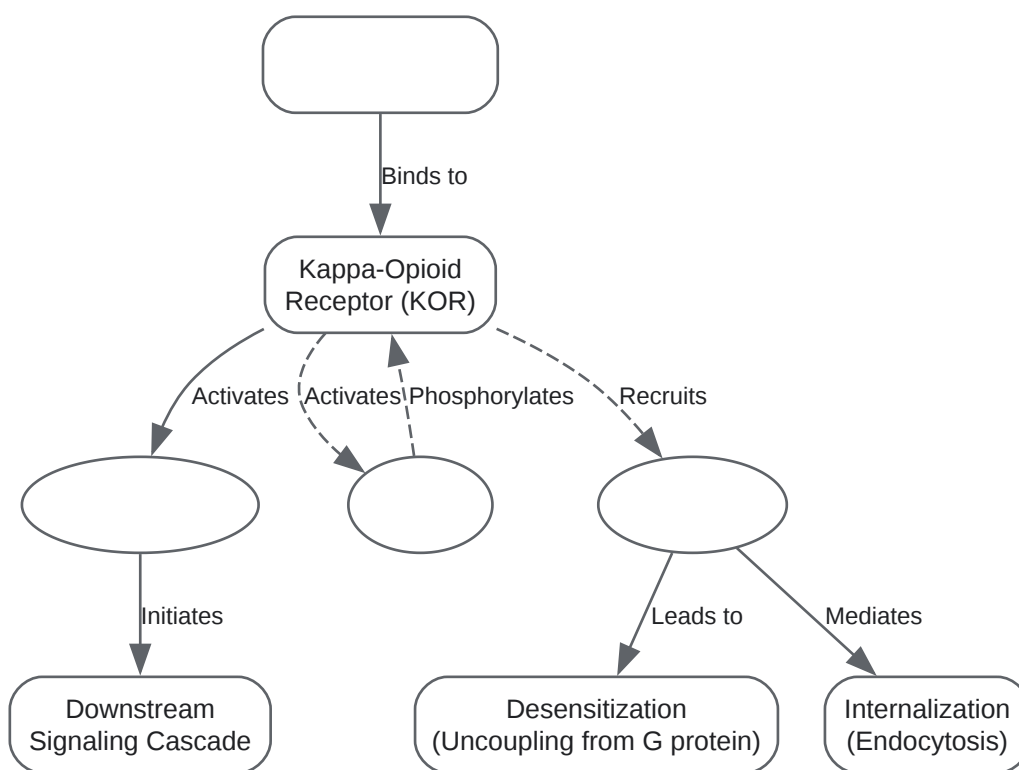 Binds to
Kappa-Opioid
Receptor (KOR)
Activates
Activates
Phosphorylates
Recruits
Initiates
Leads to
Mediates
Downstream
Signaling Cascade
Desensitization
(Uncoupling from G protein)
Internalization
(Endocytosis)